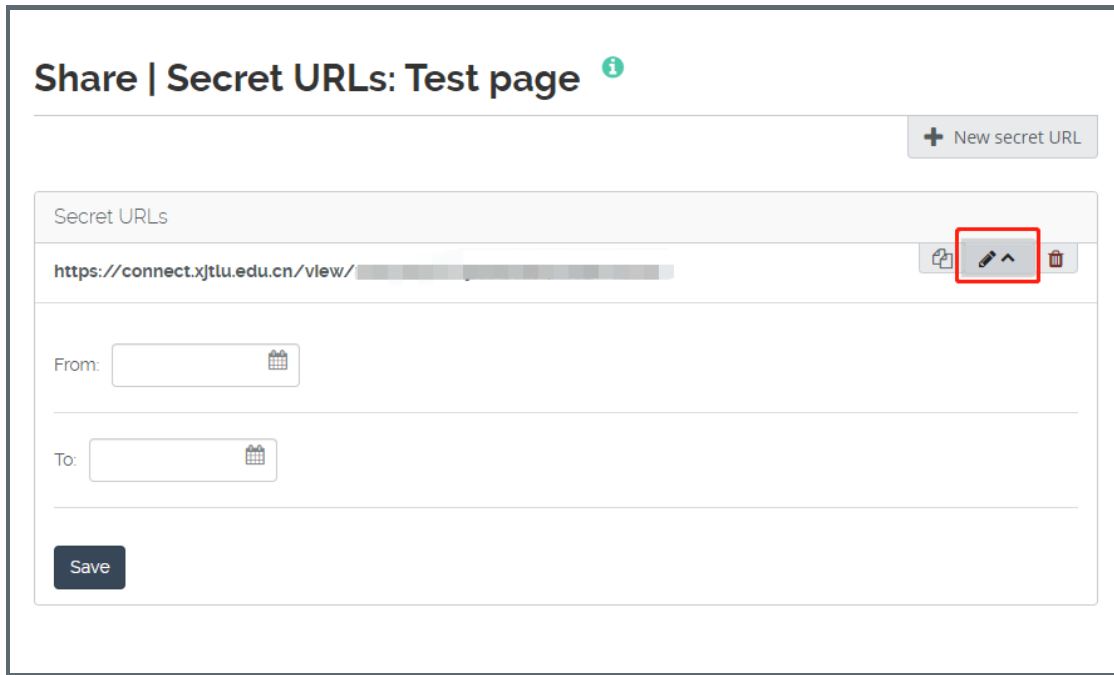 Share | Secret URLs: Test page
New secret URL
Secret URLs
https://connect.xjtlu.edu.cn/view/
From:
To:
Save